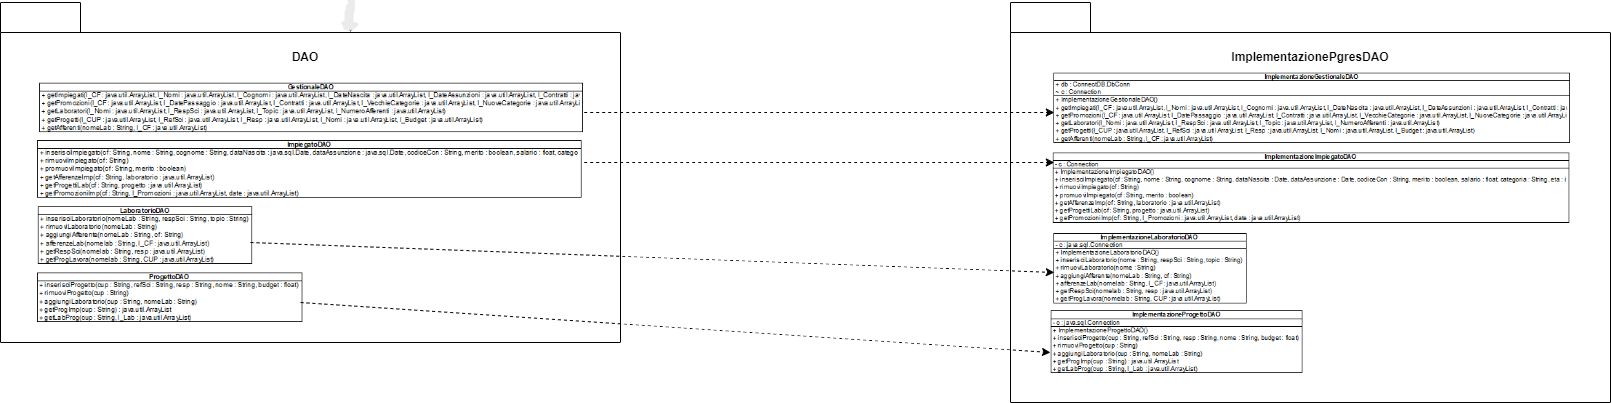 DAO
GestionaleDAO
+ getImpiegati(l_CF : java.util.ArrayList, l_Nomi : java.util.ArrayList, l_Cognomi : java.util.ArrayList, l_DateNascita : java.util.ArrayList, l_DateAssunzioni : java.util.ArrayList, l_Contratti : ja
+ getPromozioni(l_CF : java.util.ArrayList, l_DatePassaggio : java.util.ArrayList, l_Contratti : java.util.ArrayList, l_VecchieCategorie : java.util.ArrayList, l_NuoveCategorie : java.util.ArrayLi
+ getLaboratori(l_Nomi : java.util.ArrayList, l_RespSci : java.util.ArrayList, l_Topic : java.util.ArrayList, l_NumeroAfferenti : java.util.ArrayList)
+ getProgetti(l_CUP : java.util.ArrayList, l_RefSci : java.util.ArrayList, l_Resp : java.util.ArrayList, l_Nomi : java.util.ArrayList, l_Budget : java.util.ArrayList)
+ getAfferenti(nomeLab : String, l_CF : java.util.ArrayList)
ImpiegatoDAO
+ inserisciImpiegato(cf : String, nome : String, cognome : String, dataNascita : java.sql.Date, dataAssunzione : java.sql.Date, codiceCon : String, merito : boolean, salario : float, catego
+ rimuoviImpiegato(cf : String)
+ promuoviImpiegato(cf : String, merito : boolean)
+ getAfferenzeImp(cf : String, laboratorio : java.util.ArrayList)
+ getProgettiLab(cf : String, progetto : java.util.ArrayList)
+ getPromozioniImp(cf : String, l_Promozioni : java.util.ArrayList, date : java.util.ArrayList)
LaboratorioDAO
+ inserisciLaboratorio(nomeLab : String, respSci : String, topic : String)
+ rimuoviLaboratorio(nomeLab : String)
+ aggiungiAfferente(nomeLab : String, cf : String)
+ afferenzeLab(nomelab : String, l_CF : java.util.ArrayList)
+ getRespSci(nomelab : String, resp : java.util.ArrayList)
+ getProgLavora(nomelab : String, CUP : java.util.ArrayList)
ProgettoDAO
+ inserisciProgetto(cup : String, refSci : String, resp : String, nome : String, budget : float)
+ rimuoviProgetto(cup : String)
+ aggiungiLaboratorio(cup : String, nomeLab : String)
+ getProgImp(cup : String) : java.util.ArrayList
+ getLabProg(cup : String, l_Lab : java.util.ArrayList)
ImplementazionePgresDAO
ImplementazioneGestionaleDAO
+ db : ConnectDB.DbConn
~ c : Connection
+ ImplementazioneGestionaleDAO()
+ getImpiegati(l_CF : java.util.ArrayList, l_Nomi : java.util.ArrayList, l_Cognomi : java.util.ArrayList, l_DateNascita : java.util.ArrayList, l_DateAssunzioni : java.util.ArrayList, l_Contratti : jav
+ getPromozioni(l_CF : java.util.ArrayList, l_DatePassaggio : java.util.ArrayList, l_Contratti : java.util.ArrayList, l_VecchieCategorie : java.util.ArrayList, l_NuoveCategorie : java.util.ArrayLi
+ getLaboratori(l_Nomi : java.util.ArrayList, l_RespSci : java.util.ArrayList, l_Topic : java.util.ArrayList, l_NumeroAfferenti : java.util.ArrayList)
+ getProgetti(l_CUP : java.util.ArrayList, l_RefSci : java.util.ArrayList, l_Resp : java.util.ArrayList, l_Nomi : java.util.ArrayList, l_Budget : java.util.ArrayList)
+ getAfferenti(nomeLab : String, l_CF : java.util.ArrayList)
ImplementazioneImpiegatoDAO
- c : Connection
+ ImplementazioneImpiegatoDAO()
+ inserisciImpiegato(cf : String, nome : String, cognome : String, dataNascita : Date, dataAssunzione : Date, codiceCon : String, merito : boolean, salario : float, categoria : String, eta : i
+ rimuoviImpiegato(cf : String)
+ promuoviImpiegato(cf : String, merito : boolean)
+ getAfferenzeImp(cf : String, laboratorio : java.util.ArrayList)
+ getProgettiLab(cf : String, progetto : java.util.ArrayList)
+ getPromozioniImp(cf : String, l_Promozioni : java.util.ArrayList, date : java.util.ArrayList)
ImplementazioneLaboratorioDAO
- c : java.sql.Connection
+ ImplementazioneLaboratorioDAO()
+ inserisciLaboratorio(nome : String, respSci : String, topic : String)
+ rimuoviLaboratorio(nome : String)
+ aggiungiAfferente(nomeLab : String, cf : String)
+ afferenzeLab(nomelab : String, l_CF : java.util.ArrayList)
+ getRespSci(nomelab : String, resp : java.util.ArrayList)
+ getProgLavora(nomelab : String, CUP : java.util.ArrayList)
ImplementazioneProgettoDAO
- c : java.sql.Connection
+ ImplementazioneProgettoDAO()
+ inserisciProgetto(cup : String, refSci : String, resp : String, nome : String, budget : float)
+ rimuoviProgetto(cup : String)
+ aggiungiLaboratorio(cup : String, nomeLab : String)
+ getProgImp(cup : String) : java.util.ArrayList
+ getLabProg(cup : String, l_Lab : java.util.ArrayList)